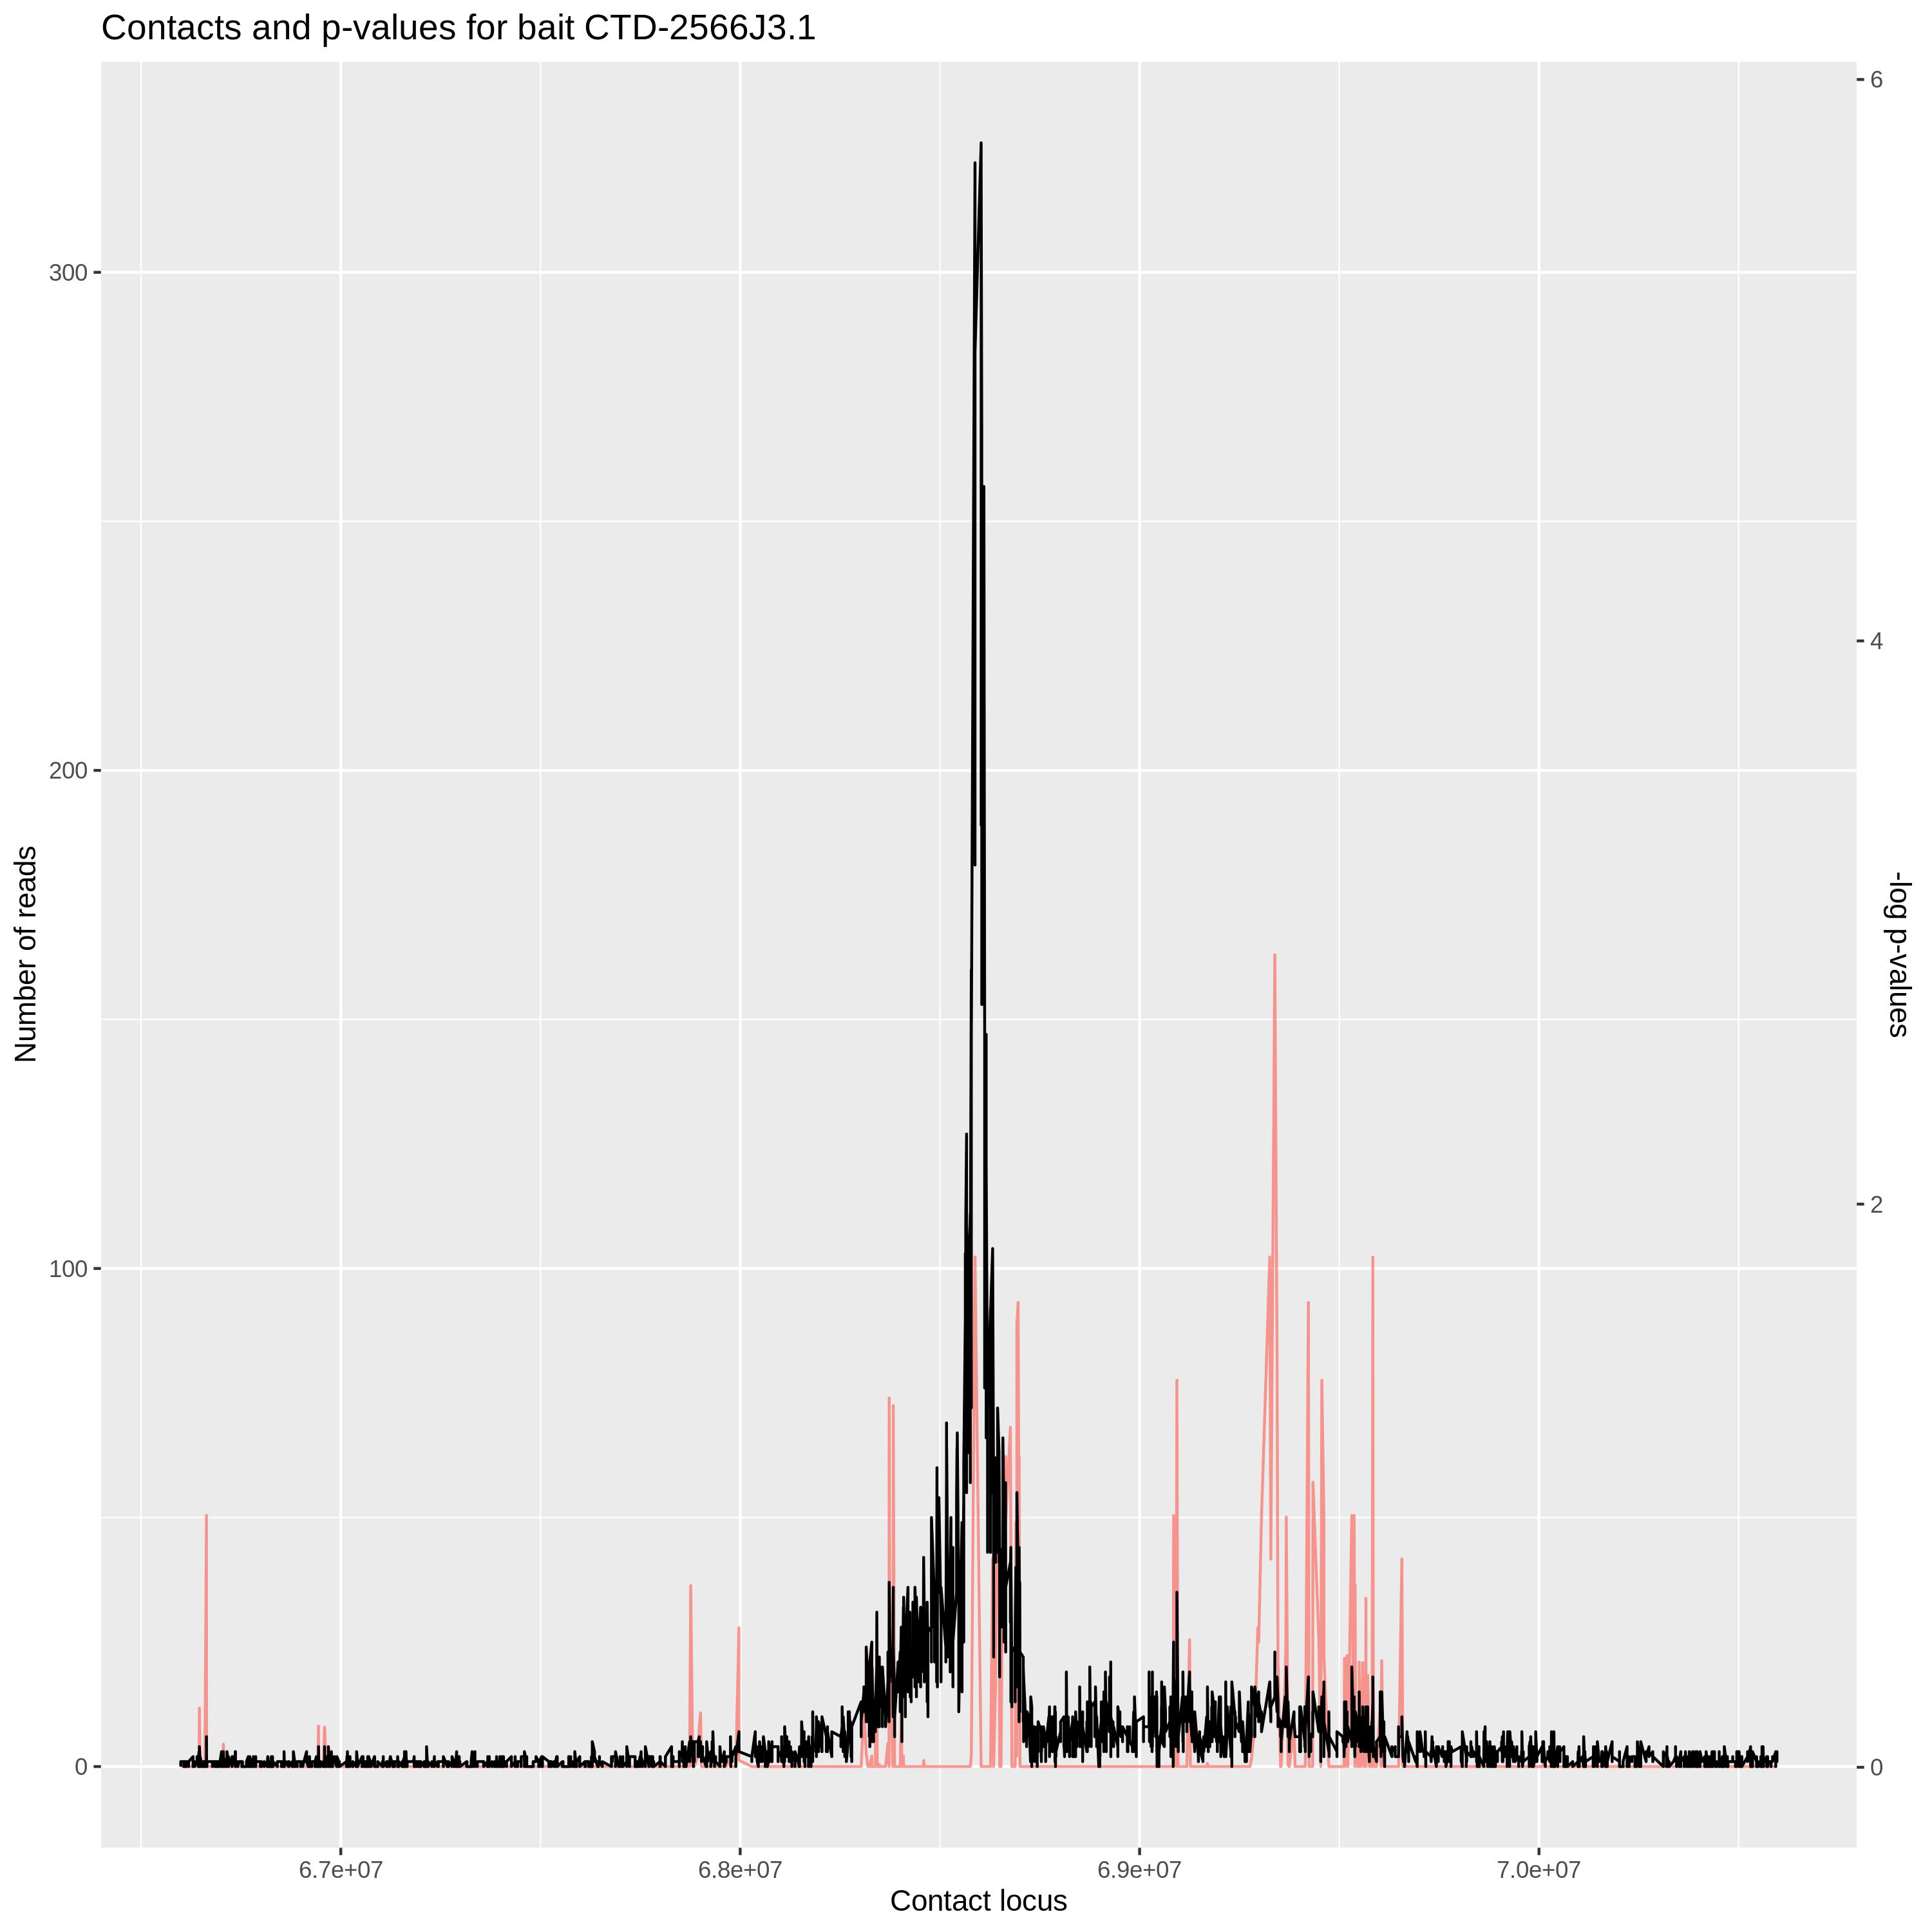 Contacts and p-values for bait CTD-2566J3.1
Number of reads
300
200
100
0
6
4
2
0
-log p-values
6.7e+07
6.8e+07
6.9e+07
7.0e+07
Contact locus